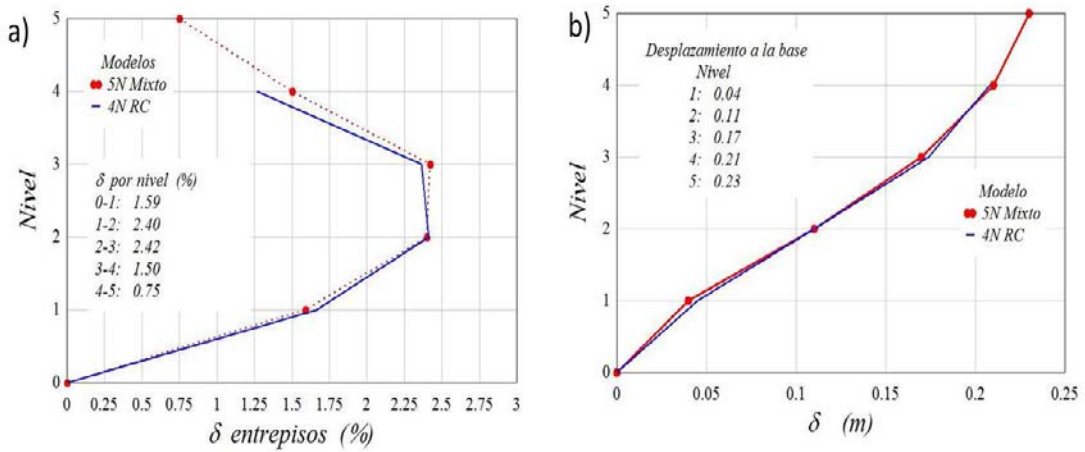 a)
Nivel
5
4
3
2
1
0
Modelos
5N Mixto
4N RC
δ por nivel (%)
0-1: 1.59
1-2: 2.40
2-3: 2.42
3-4: 1.50
4-5: 0.75
0 0.25 0.5 0.75 1 1.25 1.5 1.75 2 2.25 2.5 2.75 3
δ entrepisos (%)
b)
Nivel
5
4
3
2
1
0
Desplazamiento a la base
Nivel
1: 0.04
2: 0.11
3: 0.17
4: 0.21
5: 0.23
Modelo
5N Mixto
4N RC
0 0.05 0.1 0.15 0.2 0.25
δ (m)